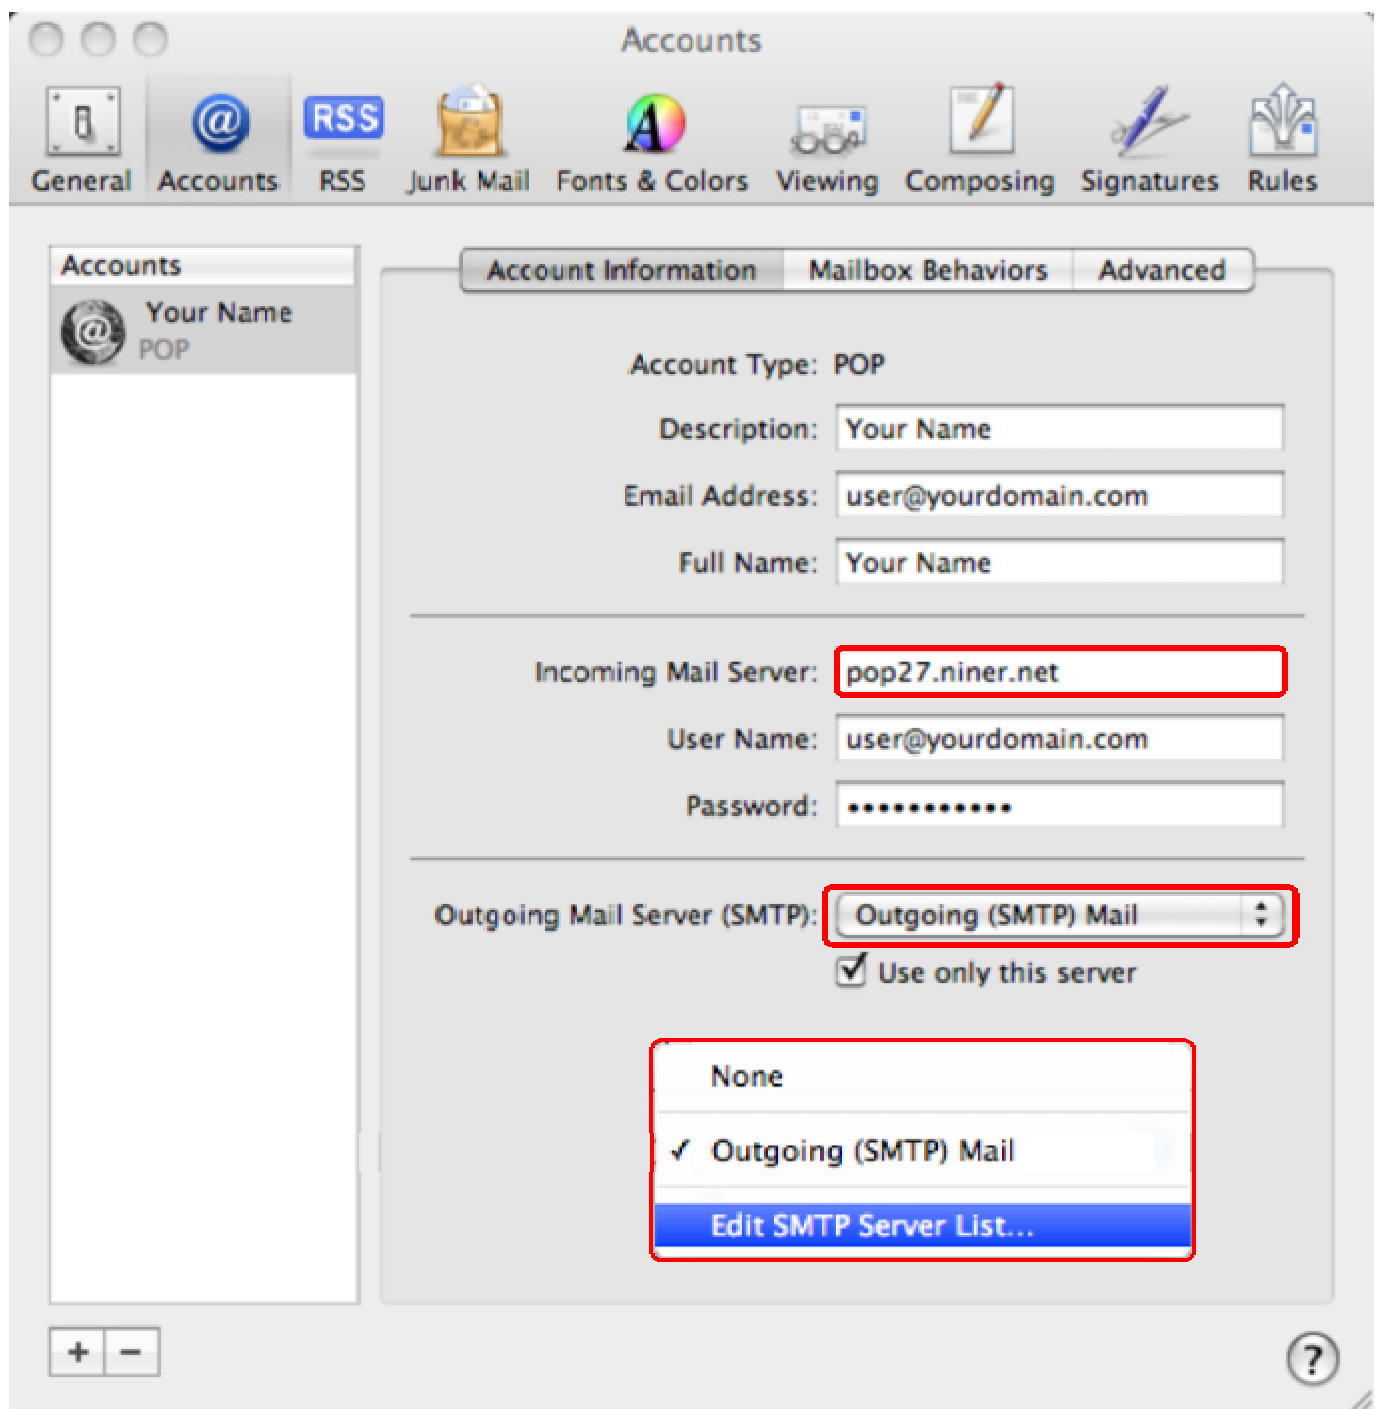 Accounts
RSS
General Accounts RSS Junk Mail Fonts & Colors Viewing Composing Signatures Rules
Accounts
Your Name
POP
Account Information Mailbox Behaviors Advanced
Account Type: POP
Description: Your Name
Email Address: user@yourdomain.com
Full Name: Your Name
Incoming Mail Server: pop27.niner.net
User Name: user@yourdomain.com
Password: •••••••••••
Outgoing Mail Server (SMTP): Outgoing (SMTP) Mail
Use only this server
None
✓ Outgoing (SMTP) Mail
Edit SMTP Server List...
+ −
?